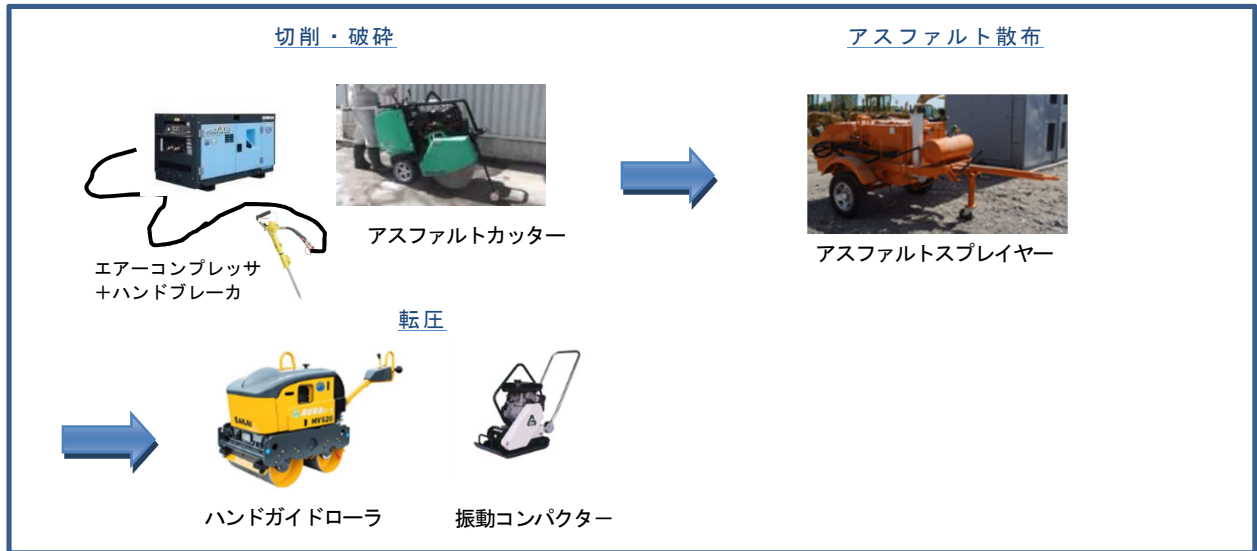 切削・破砕
アスファルト散布
アスファルトカッター
エアーコンプレッサ
+ハンドブレーカ
アスファルトスプレイヤー
転圧
SAKAI
HV620
ハンドガイドローラ
振動コンパクター